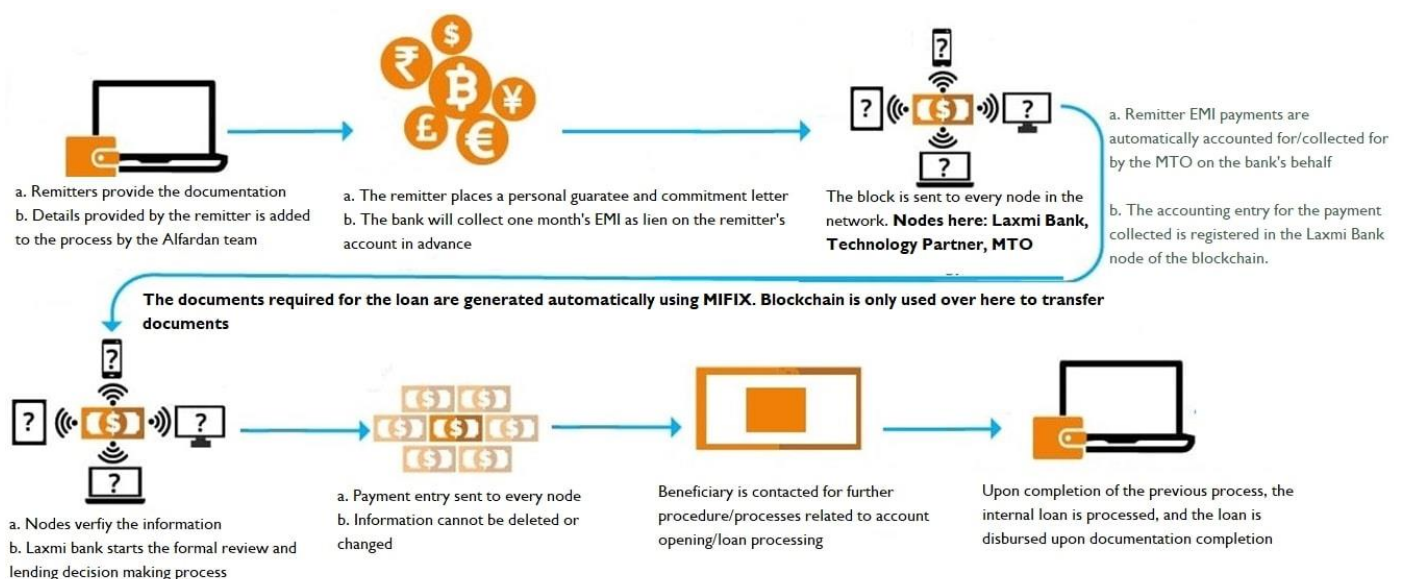 a. Remitters provide the documentation
b. Details provided by the remitter is added
to the process by the Alfardan team
a. The remitter places a personal guaratee and commitment letter
b. The bank will collect one month's EMI as lien on the remitter's
account in advance
The block is sent to every node in the
network. Nodes here: Laxmi Bank,
Technology Partner, MTO
a. Remitter EMI payments are
automatically accounted for/collected for
by the MTO on the bank's behalf
b. The accounting entry for the payment
collected is registered in the Laxmi Bank
node of the blockchain.
The documents required for the loan are generated automatically using MIFIX. Blockchain is only used over here to transfer
documents
a. Nodes verfiy the information
b. Laxmi bank starts the formal review and
lending decision making process
a. Payment entry sent to every node
b. Information cannot be deleted or
changed
Beneficiary is contacted for further
procedure/processes related to account
opening/loan processing
Upon completion of the previous process, the
internal loan is processed, and the loan is
disbursed upon documentation completion